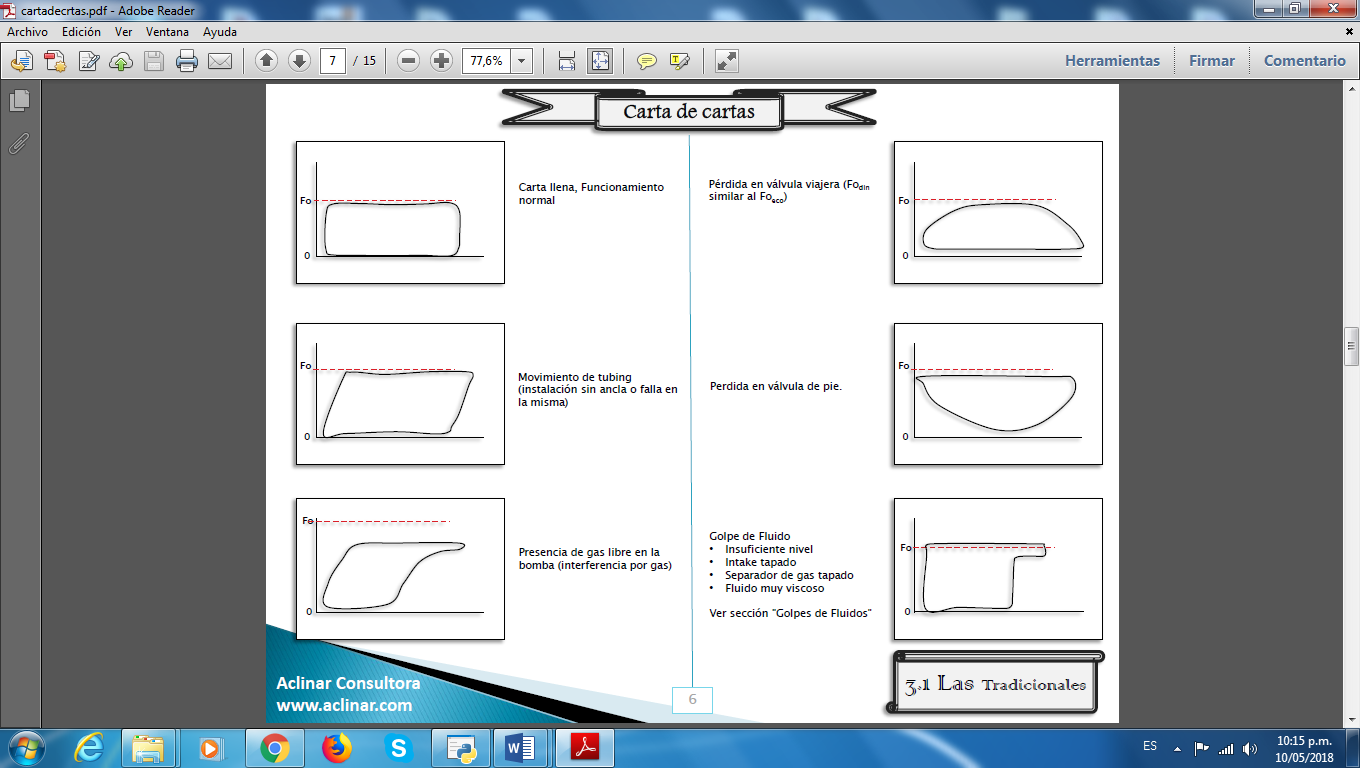 cartadecrtas.pdf - Adobe Reader
Archivo Edición Ver Ventana Ayuda
7 / 15 77,6% Herramientas Firmar Comentario
Carta de cartas
Fo
0
Carta llena, Funcionamiento
normal
Pérdida en válvula viajera (Fodin
similar al Foeco)
Fo
0
Fo
0
Movimiento de tubing
(instalación sin ancla o falla en
la misma)
Perdida en válvula de pie.
Fo
0
Fo
0
Presencia de gas libre en la
bomba (interferencia por gas)
Golpe de Fluido
• Insuficiente nivel
• Intake tapado
• Separador de gas tapado
• Fluido muy viscoso
Ver sección "Golpes de Fluidos"
Fo
0
Aclinar Consultora
www.aclinar.com
6
3.1 Las Tradicionales
ES
10:15 p.m.
10/05/2018